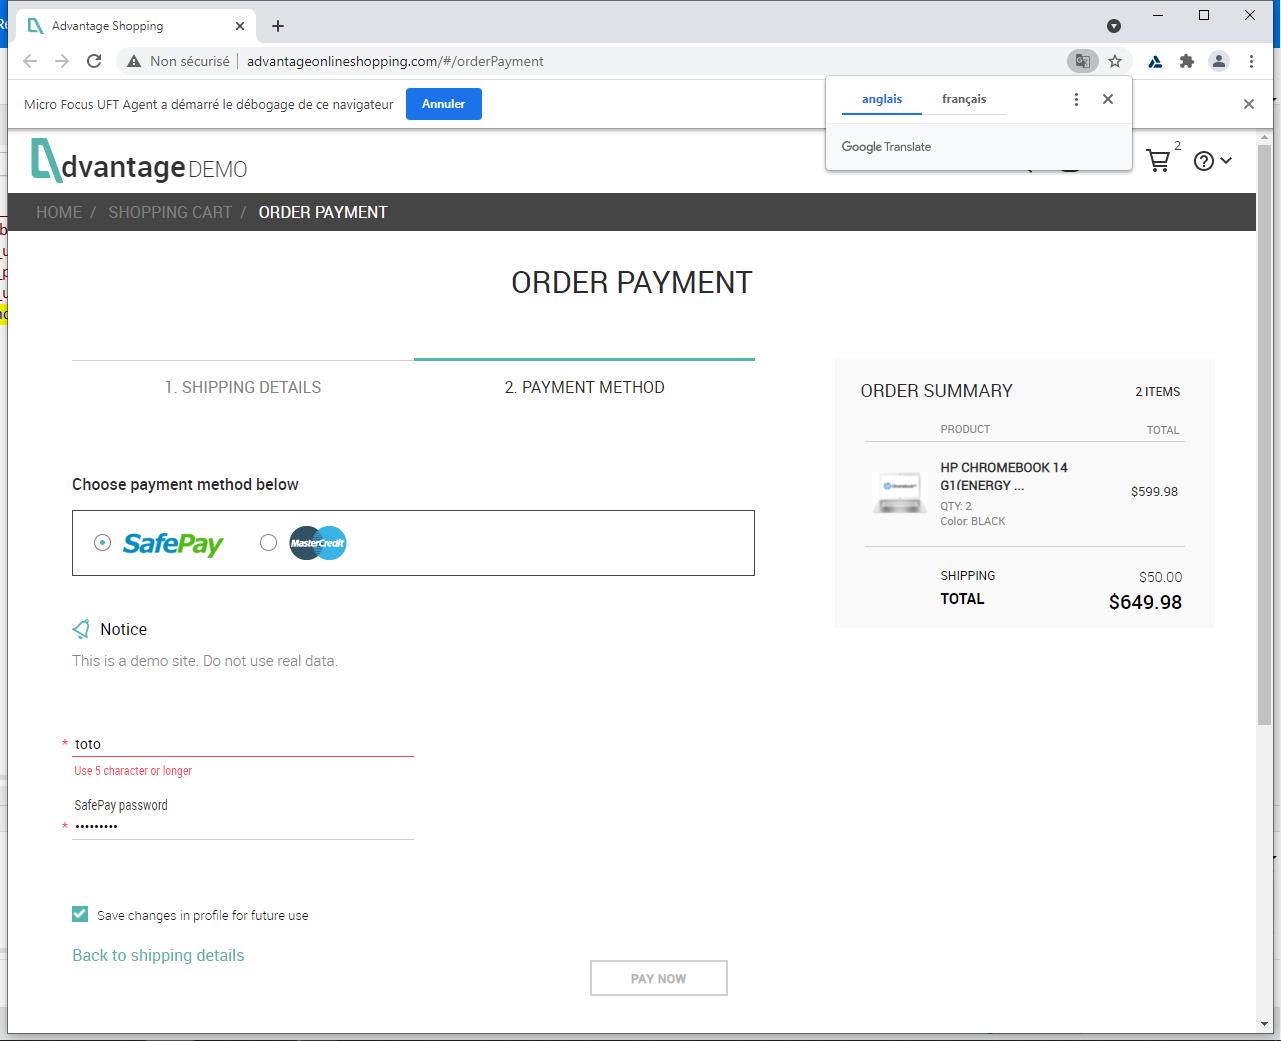 Advantage Shopping
Non sécurisé
advantageonlineshopping.com/#/orderPayment
Micro Focus UFT Agent a démarré le débogage de ce navigateur
Annuler
anglais
français
Google Translate
dvantage DEMO
2
HOME / SHOPPING CART / ORDER PAYMENT
ORDER PAYMENT
1. SHIPPING DETAILS
2. PAYMENT METHOD
Choose payment method below
SafePay
MasterCredit
Notice
This is a demo site. Do not use real data.
* toto
Use 5 character or longer
SafePay password
* •••••••••
Save changes in profile for future use
Back to shipping details
PAY NOW
ORDER SUMMARY
2 ITEMS
PRODUCT
TOTAL
HP CHROMEBOOK 14
G1(ENERGY ...
QTY: 2
Color: BLACK
$599.98
SHIPPING
$50.00
TOTAL
$649.98